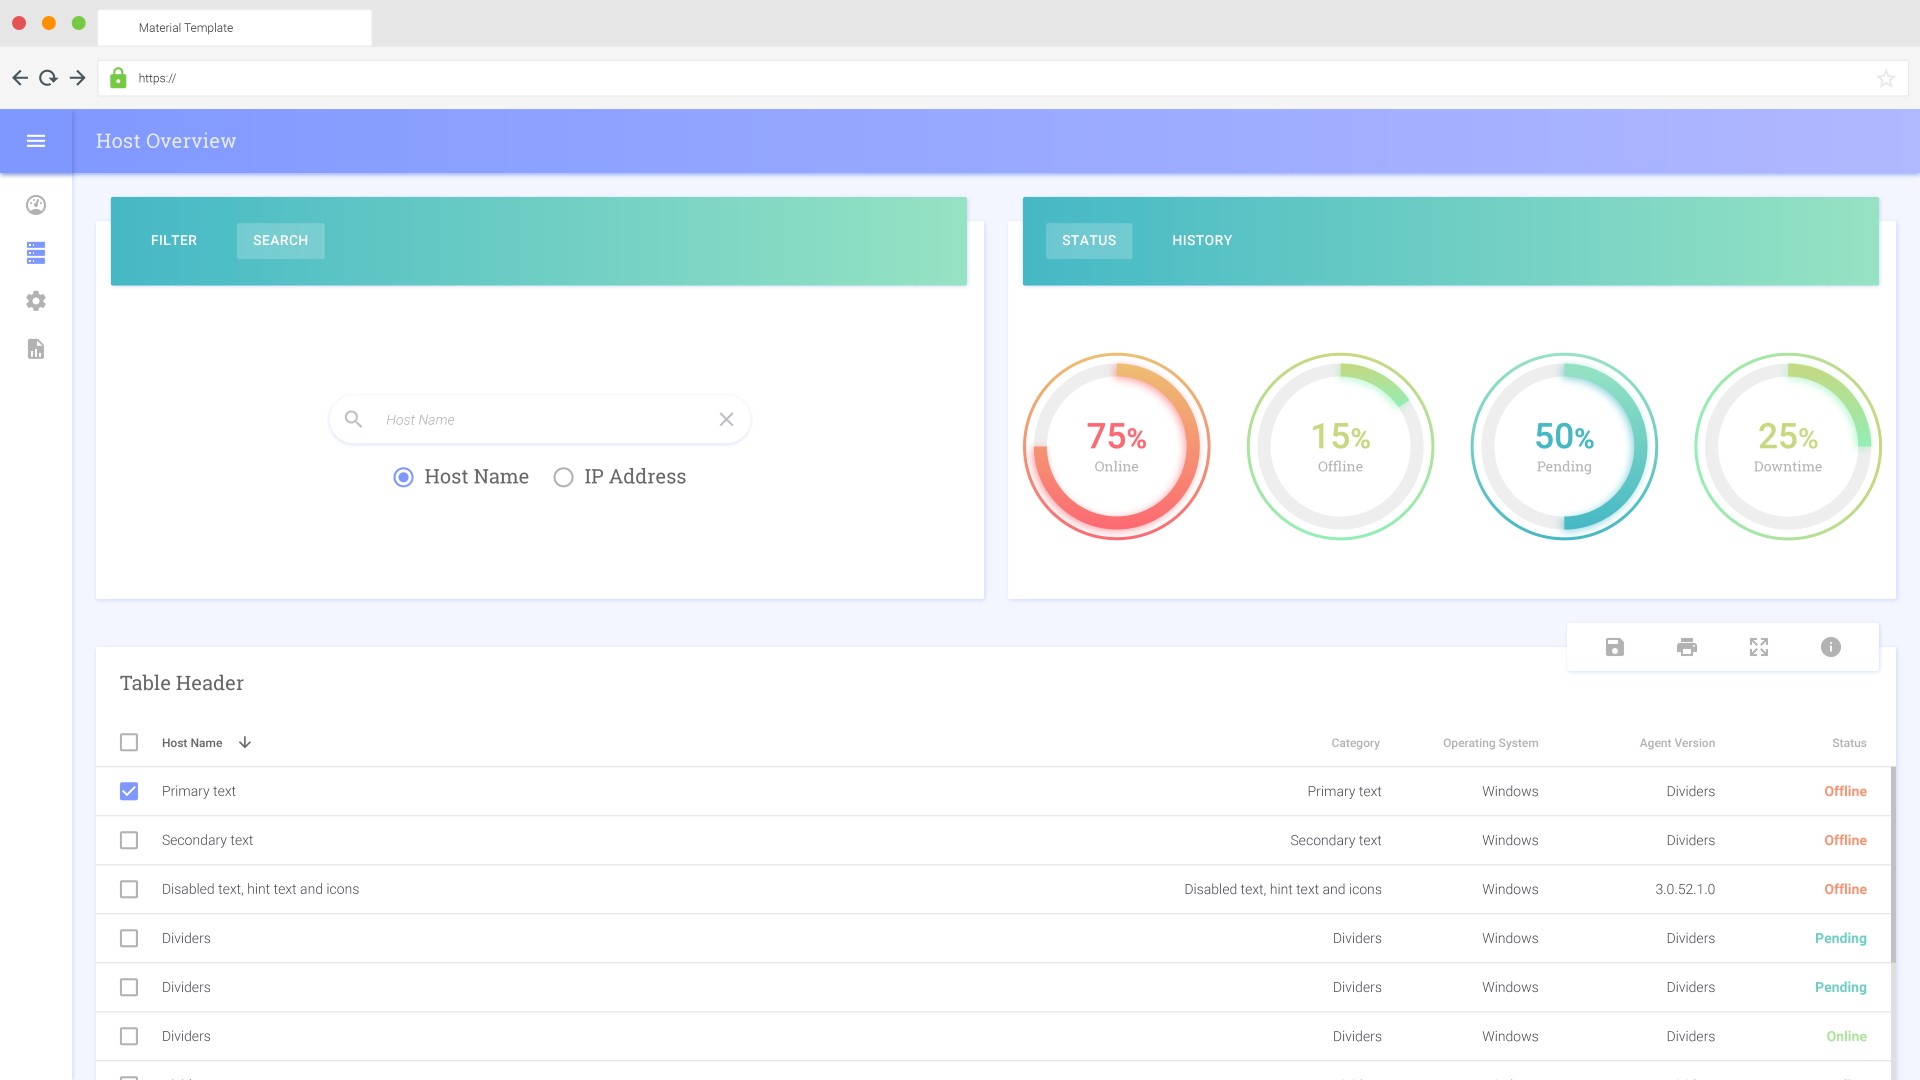 Material Template
https://
Host Overview
FILTER SEARCH
STATUS HISTORY
Host Name
Host Name IP Address
75%
Online
15%
Offline
50%
Pending
25%
Downtime
Table Header
Host Name Category Operating System Agent Version Status
Primary text Primary text Windows Dividers Offline
Secondary text Secondary text Windows Dividers Offline
Disabled text, hint text and icons Disabled text, hint text and icons Windows 3.0.52.1.0 Offline
Dividers Dividers Windows Dividers Pending
Dividers Dividers Windows Dividers Pending
Dividers Dividers Windows Dividers Online